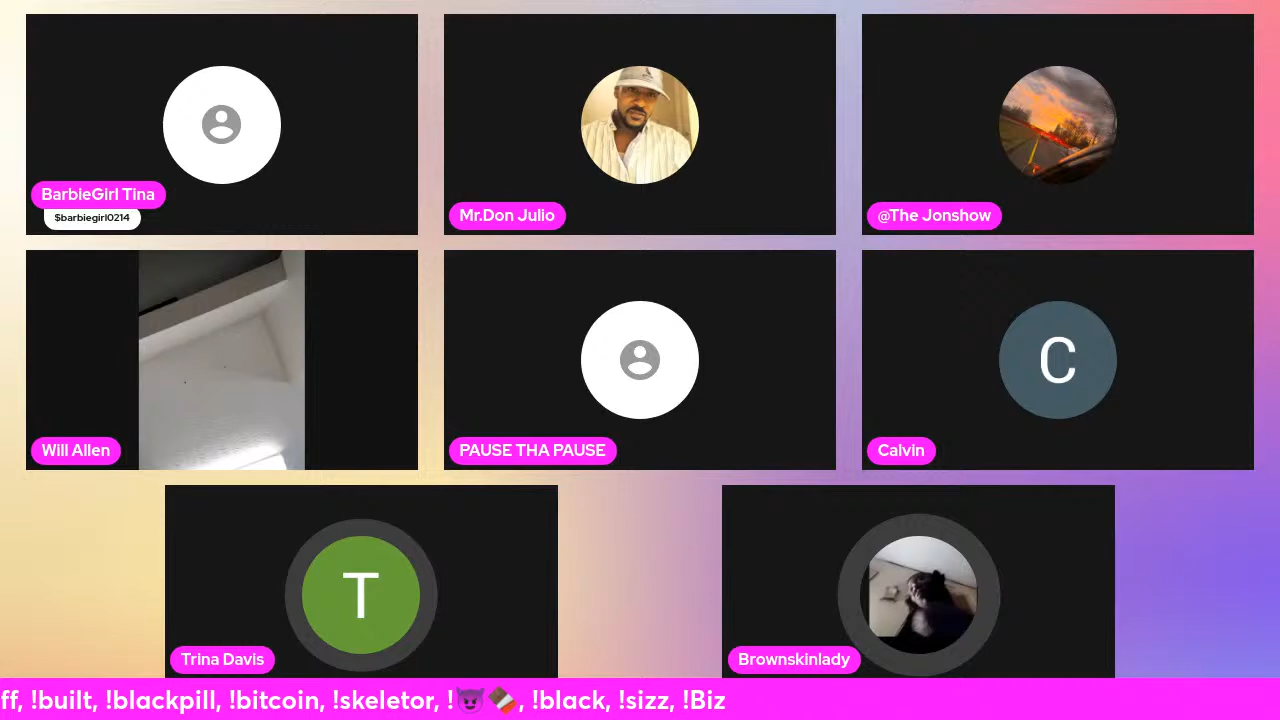 BarbieGirl Tina
$barbiegirl0214
Mr.Don Julio
@The Jonshow
Will Allen
PAUSE THA PAUSE
C
Calvin
T
Trina Davis
Brownskinlady
ff, !built, !blackpill, !bitcoin, !skeletor, !😈🍫, !black, !sizz, !Biz